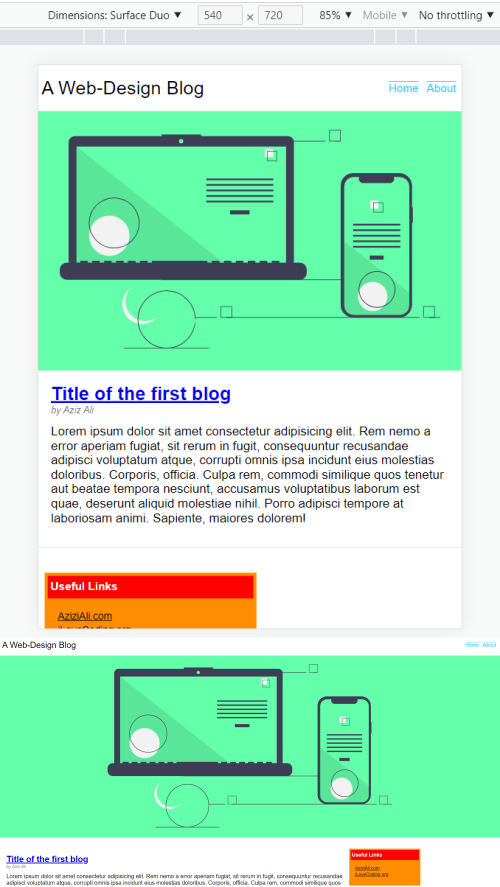 Dimensions: Surface Duo ▼ 540 × 720 85% ▼ Mobile ▼ No throttling ▼
A Web-Design Blog Home About
Title of the first blog
by Aziz Ali
Lorem ipsum dolor sit amet consectetur adipisicing elit. Rem nemo a
error aperiam fugiat, sit rerum in fugit, consequuntur recusandae
adipisci voluptatum atque, corrupti omnis ipsa incidunt eius molestias
doloribus. Corporis, officia. Culpa rem, commodi similique quos tenetur
aut beatae tempora nesciunt, accusamus voluptatibus laborum est
quae, deserunt aliquid molestiae nihil. Porro adipisci tempore at
laboriosam animi. Sapiente, maiores dolorem!
Useful Links
AziziAli.com
iLoveCoding.org
A Web-Design Blog Home About
Title of the first blog
by Aziz Ali
Lorem ipsum dolor sit amet consectetur adipisicing elit. Rem nemo a error aperiam fugiat, sit rerum in fugit, consequuntur recusandae
adipisci voluptatum atque, corrupti omnis ipsa incidunt eius molestias doloribus. Corporis, officia. Culpa rem, commodi similique quos
Useful Links
AziziAli.com
iLoveCoding.org